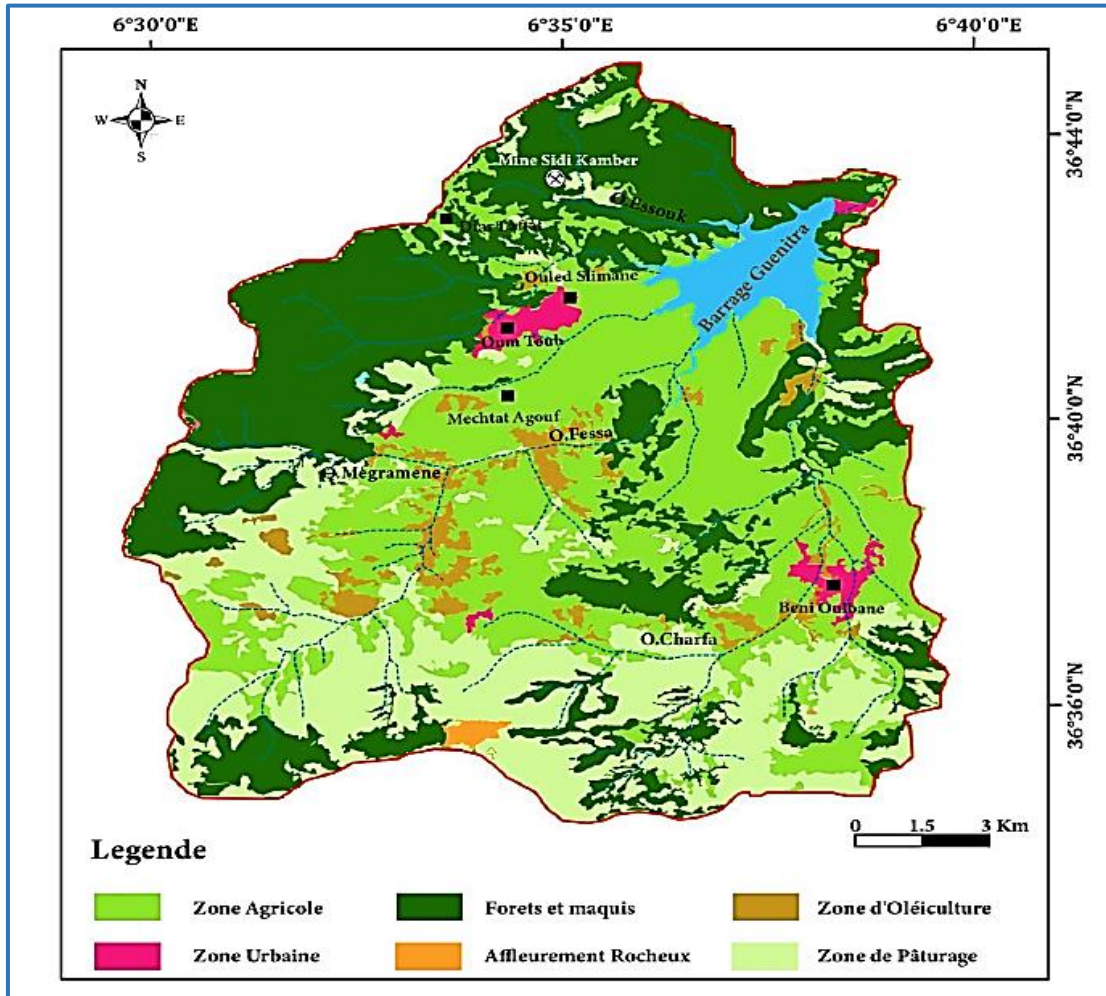 6°30'0"E 6°35'0"E 6°40'0"E
N
W E
S
36°44'0"N
Mine Sidi Kamber
O.Essouk
Ouled Slimane
Barrage Guenitra
Oum Toub
36°40'0"N
Mechtat Agouf
O.Fessa
O.Megramene
Beni Oulbane
O.Charfa
36°36'0"N
0 1.5 3 Km
Legende
Zone Agricole Forets et maquis Zone d'Oléiculture
Zone Urbaine Affleurement Rocheux Zone de Pâturage